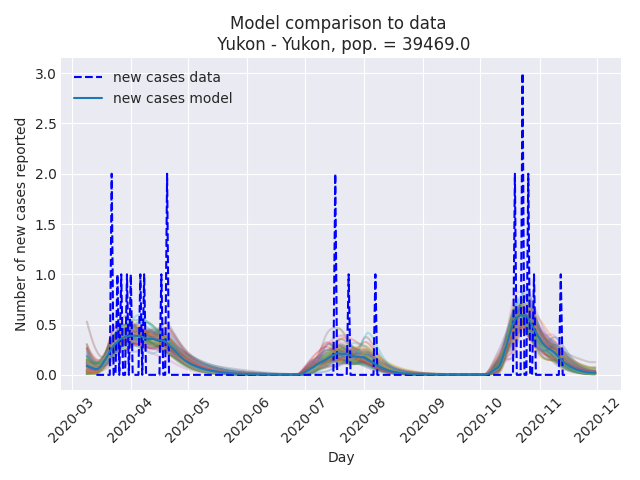 Model comparison to data
Yukon - Yukon, pop. = 39469.0
new cases data
new cases model
Number of new cases reported
3.0
2.5
2.0
1.5
1.0
0.5
0.0
2020-03
2020-04
2020-05
2020-06
2020-07
2020-08
2020-09
2020-10
2020-11
2020-12
Day